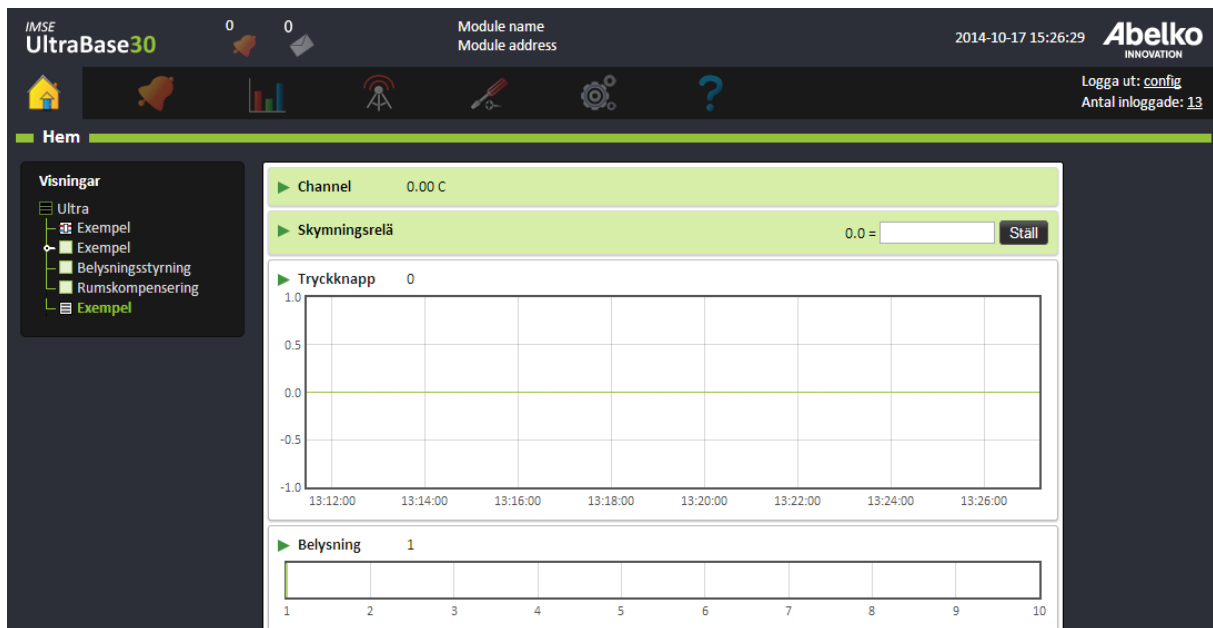 IMSE
UltraBase30
0
0
Module name
Module address
2014-10-17 15:26:29
Abelko
INNOVATION
?
Logga ut: config
Antal inloggade: 13
Hem
Visningar
Ultra
Exempel
Exempel
Belysningsstyrning
Rumskompensering
Exempel
Channel 0.00 C
Skymningsrelä 0.0 = Ställ
Tryckknapp 0
1.0
0.5
0.0
-0.5
-1.0
13:12:00 13:14:00 13:16:00 13:18:00 13:20:00 13:22:00 13:24:00 13:26:00
Belysning 1
1 2 3 4 5 6 7 8 9 10